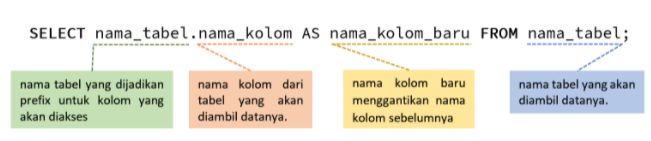 SELECT nama_tabel.nama_kolom AS nama_kolom_baru FROM nama_tabel;
nama tabel yang dijadikan
prefix untuk kolom yang
akan diakses
nama kolom dari
tabel yang akan
diambil datanya.
nama kolom baru
menggantikan nama
kolom sebelumnya
nama tabel yang akan
diambil datanya.